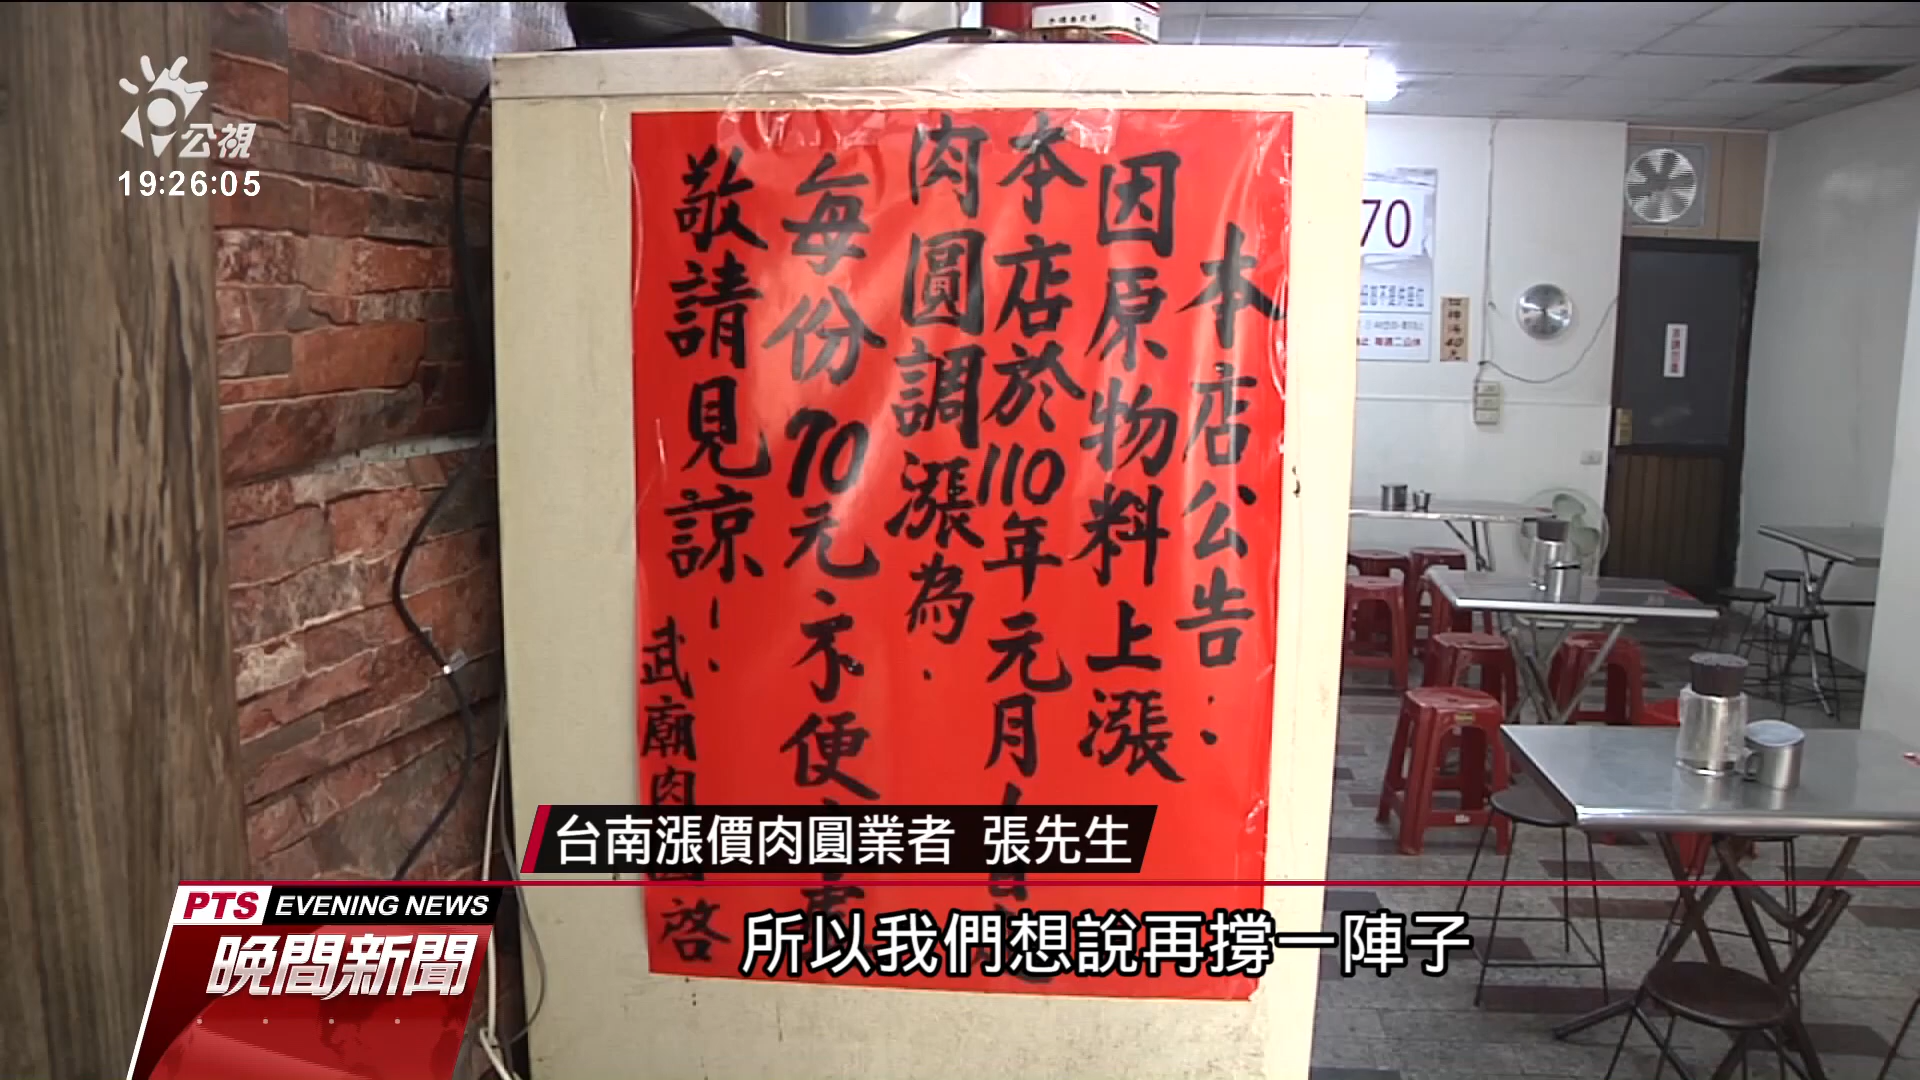 公視
19:26:05
本店公告：
因原物料上漲
本店於110年元月
肉圓調漲為：
每份70元不便
敬請見諒！
武廟肉圓啓
70
台南漲價肉圓業者 張先生
所以我們想說再撐一陣子
PTS EVENING NEWS
晚間新聞